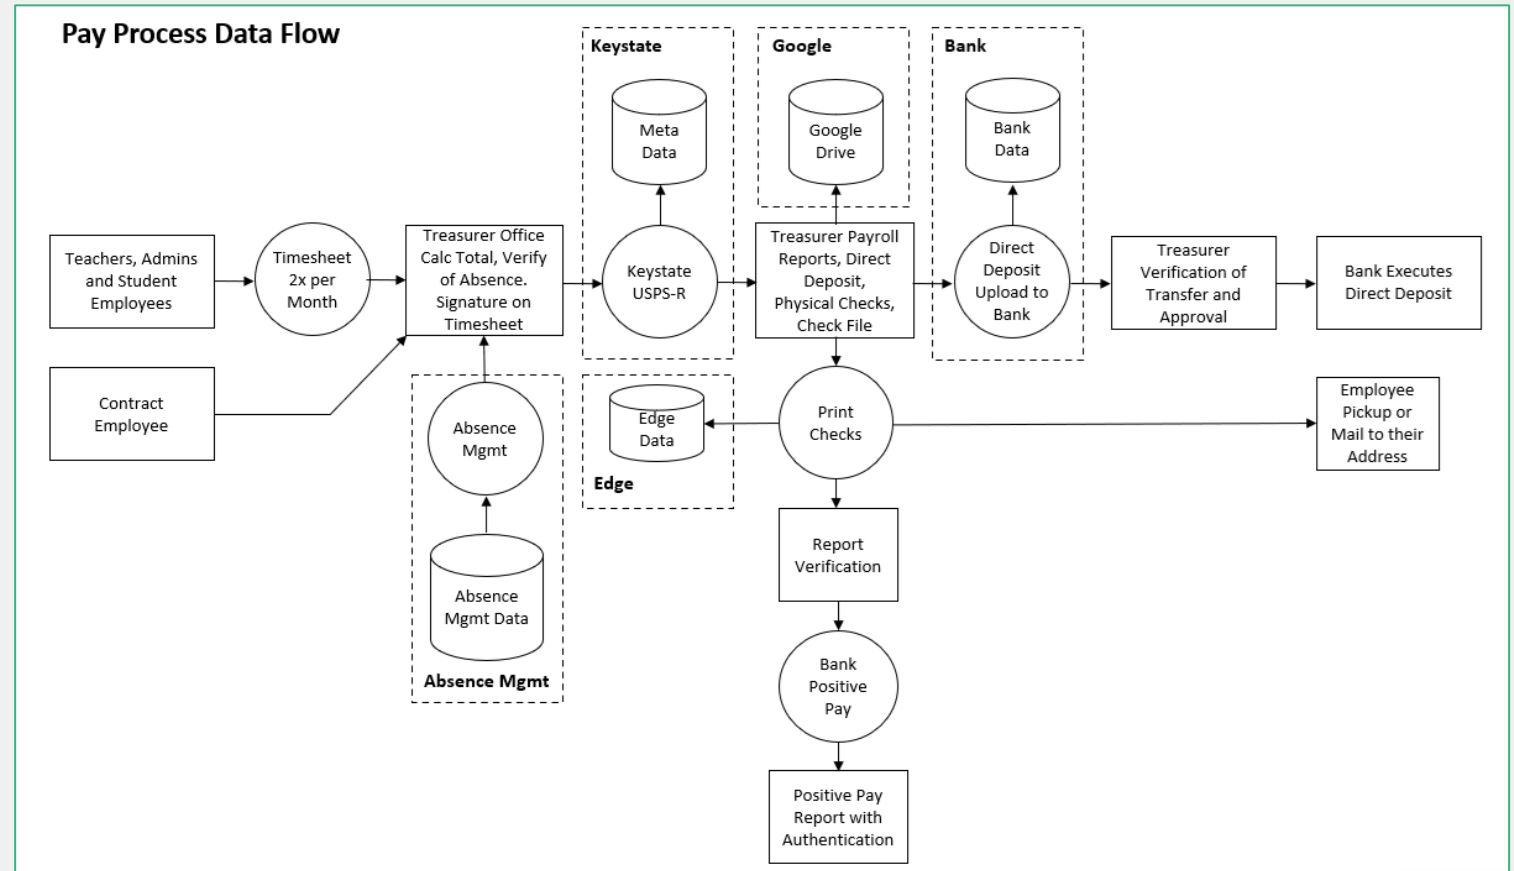 Pay Process Data Flow
Keystate
Google
Bank
Meta
Data
Google
Drive
Bank
Data
Teachers, Admins
and Student
Employees
Timesheet
2x per
Month
Treasurer Office
Calc Total, Verify
of Absence.
Signature on
Timesheet
Keystate
USPS-R
Treasurer Payroll
Reports, Direct
Deposit,
Physical Checks,
Check File
Direct
Deposit
Upload to
Bank
Treasurer
Verification of
Transfer and
Approval
Bank Executes
Direct Deposit
Contract
Employee
Absence
Mgmt
Edge
Data
Edge
Print
Checks
Employee
Pickup or
Mail to their
Address
Absence
Mgmt Data
Absence Mgmt
Report
Verification
Bank
Positive
Pay
Positive Pay
Report with
Authentication